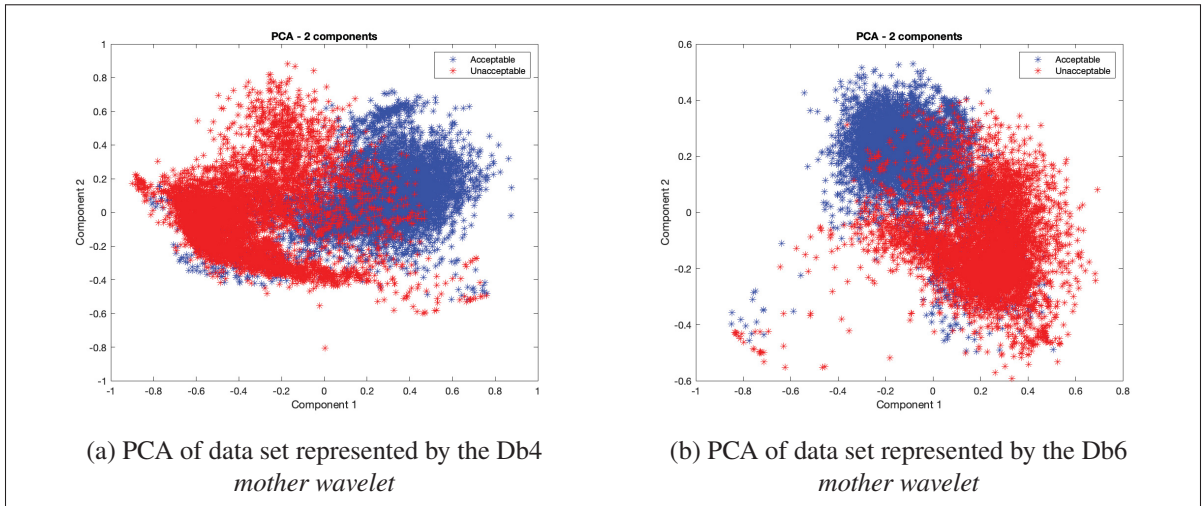 PCA - 2 components
Acceptable
Unacceptable
1
0.8
0.6
0.4
0.2
0
-0.2
-0.4
-0.6
-0.8
-1
Component 2
-1 -0.8 -0.6 -0.4 -0.2 0 0.2 0.4 0.6 0.8 1
Component 1
(a) PCA of data set represented by the Db4
mother wavelet
PCA - 2 components
Acceptable
Unacceptable
0.6
0.4
0.2
0
-0.2
-0.4
-0.6
Component 2
-1 -0.8 -0.6 -0.4 -0.2 0 0.2 0.4 0.6 0.8
Component 1
(b) PCA of data set represented by the Db6
mother wavelet